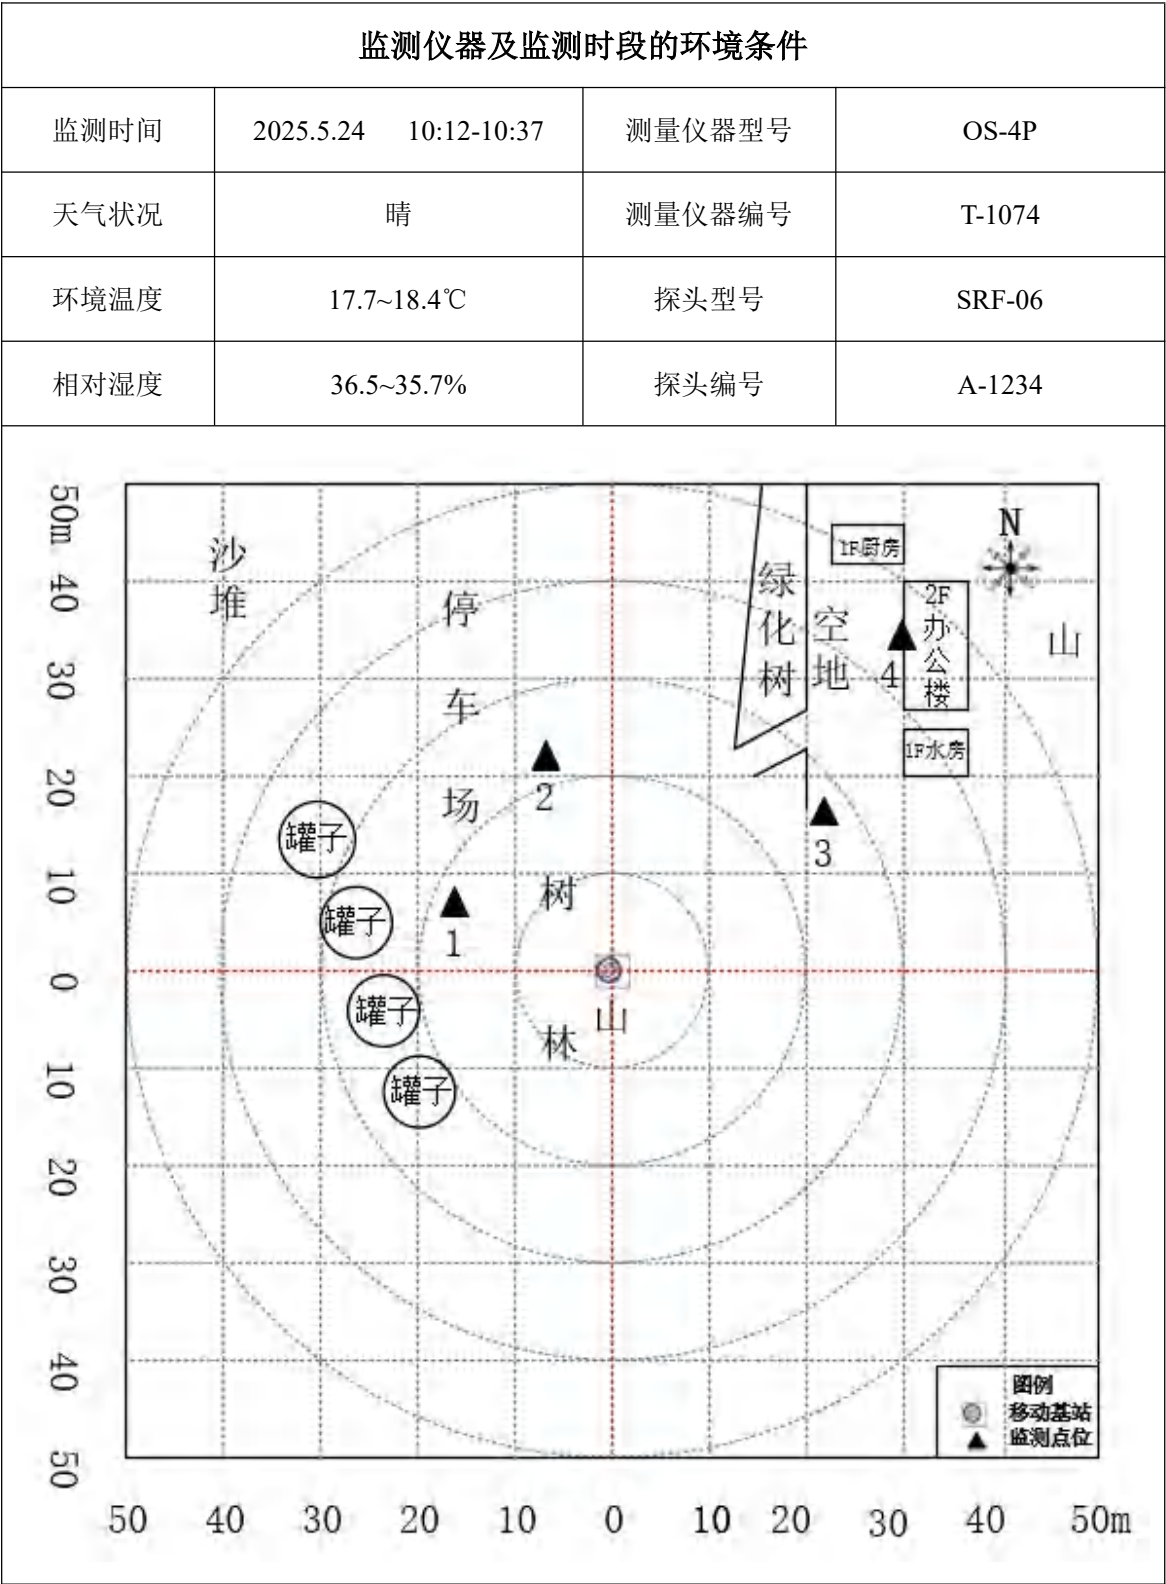 监测仪器及监测时段的环境条件
监测时间 2025.5.24 10:12-10:37 测量仪器型号 OS-4P
天气状况 晴 测量仪器编号 T-1074
环境温度 17.7~18.4℃ 探头型号 SRF-06
相对湿度 36.5~35.7% 探头编号 A-1234
50m
40
30
20
10
0
10
20
30
40
50
沙堆
停车场
绿化树
空地
1F厨房
N
2F办公楼
山
4
1F水房
2
3
罐子
罐子
罐子
罐子
1
树林
山
图例
移动基站
监测点位
50 40 30 20 10 0 10 20 30 40 50m